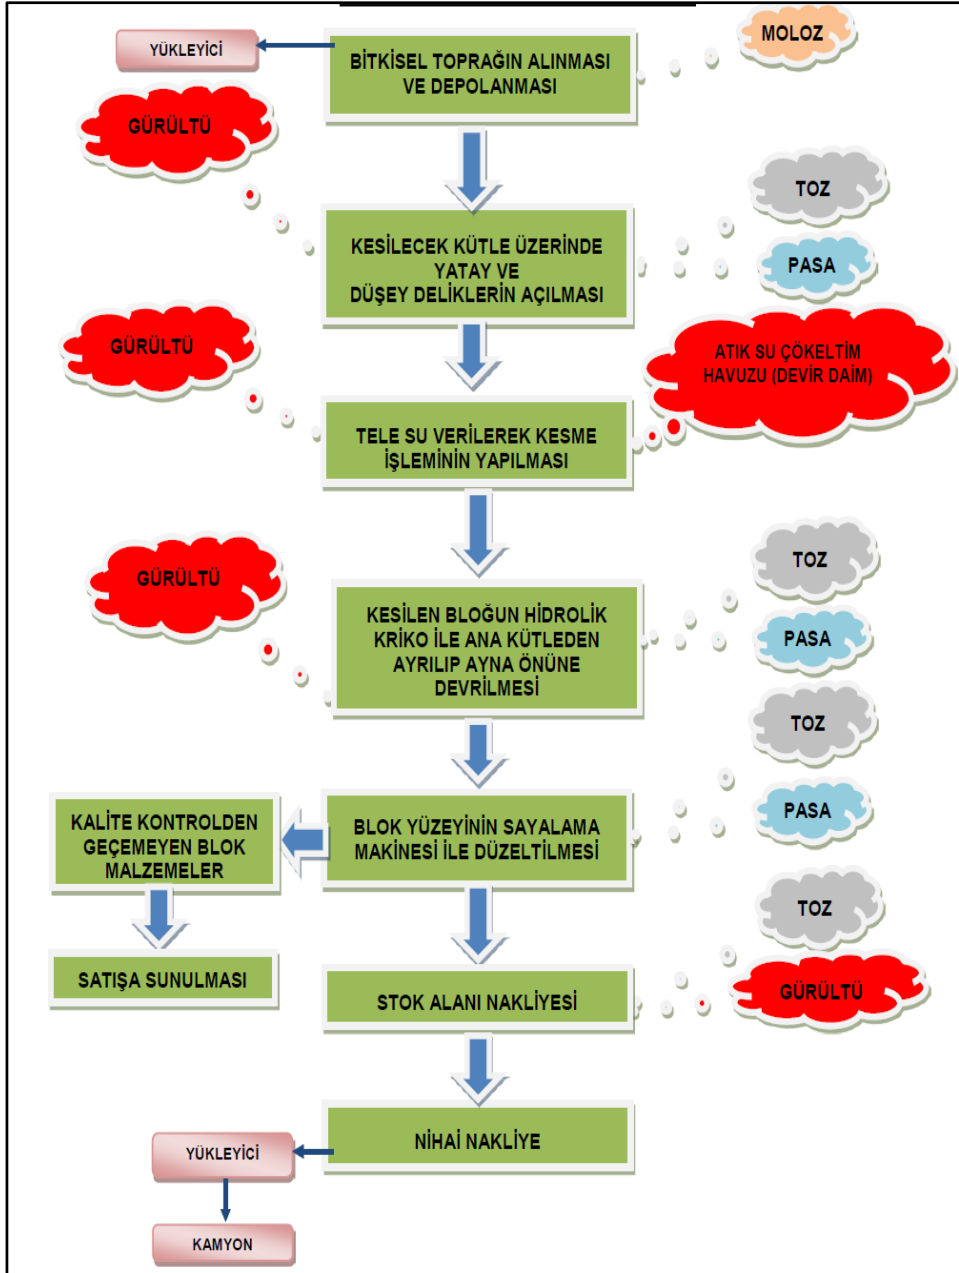 YÜKLEYİCİ
BİTKİSEL TOPRAĞIN ALINMASI
VE DEPOLANMASI
MOLOZ
GÜRÜLTÜ
TOZ
KESİLECEK KÜTLE ÜZERİNDE
YATAY VE
DÜŞEY DELİKLERİN AÇILMASI
PASA
GÜRÜLTÜ
ATIK SU ÇÖKELTİM
HAVUZU (DEVİR DAİM)
TELE SU VERİLEREK KESME
İŞLEMİNİN YAPILMASI
GÜRÜLTÜ
TOZ
KESİLEN BLOĞUN HİDROLİK
KRİKO İLE ANA KÜTLEDEN
AYRILIP AYNA ÖNÜNE
DEVRİLMESİ
PASA
TOZ
KALİTE KONTROLDEN
GEÇEMEYEN BLOK
MALZEMELER
BLOK YÜZEYİNİN SAYALAMA
MAKİNESİ İLE DÜZELTİLMESİ
PASA
TOZ
SATIŞA SUNULMASI
STOK ALANI NAKLİYESİ
GÜRÜLTÜ
NİHAİ NAKLİYE
YÜKLEYİCİ
KAMYON